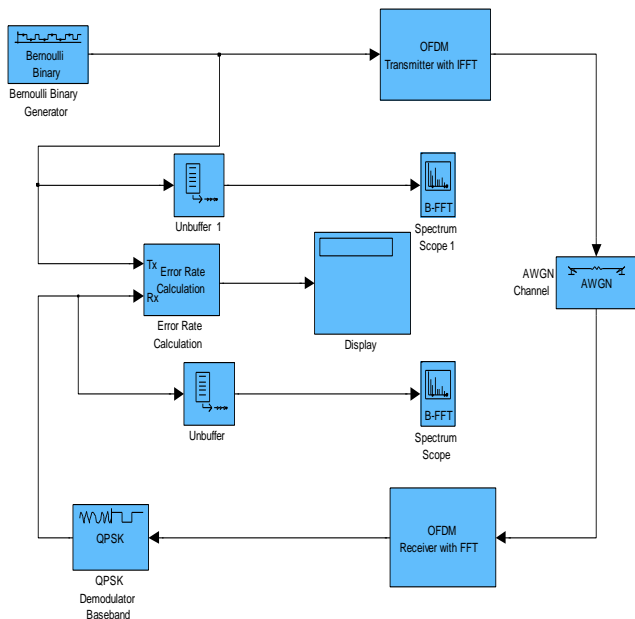 Bernoulli
Binary
Bernoulli Binary
Generator
OFDM
Transmitter with IFFT
Unbuffer 1
B-FFT
Spectrum
Scope 1
Tx
Rx
Error Rate
Calculation
Error Rate
Calculation
Display
AWGN
Channel
AWGN
Unbuffer
B-FFT
Spectrum
Scope
QPSK
QPSK
Demodulator
Baseband
OFDM
Receiver with FFT